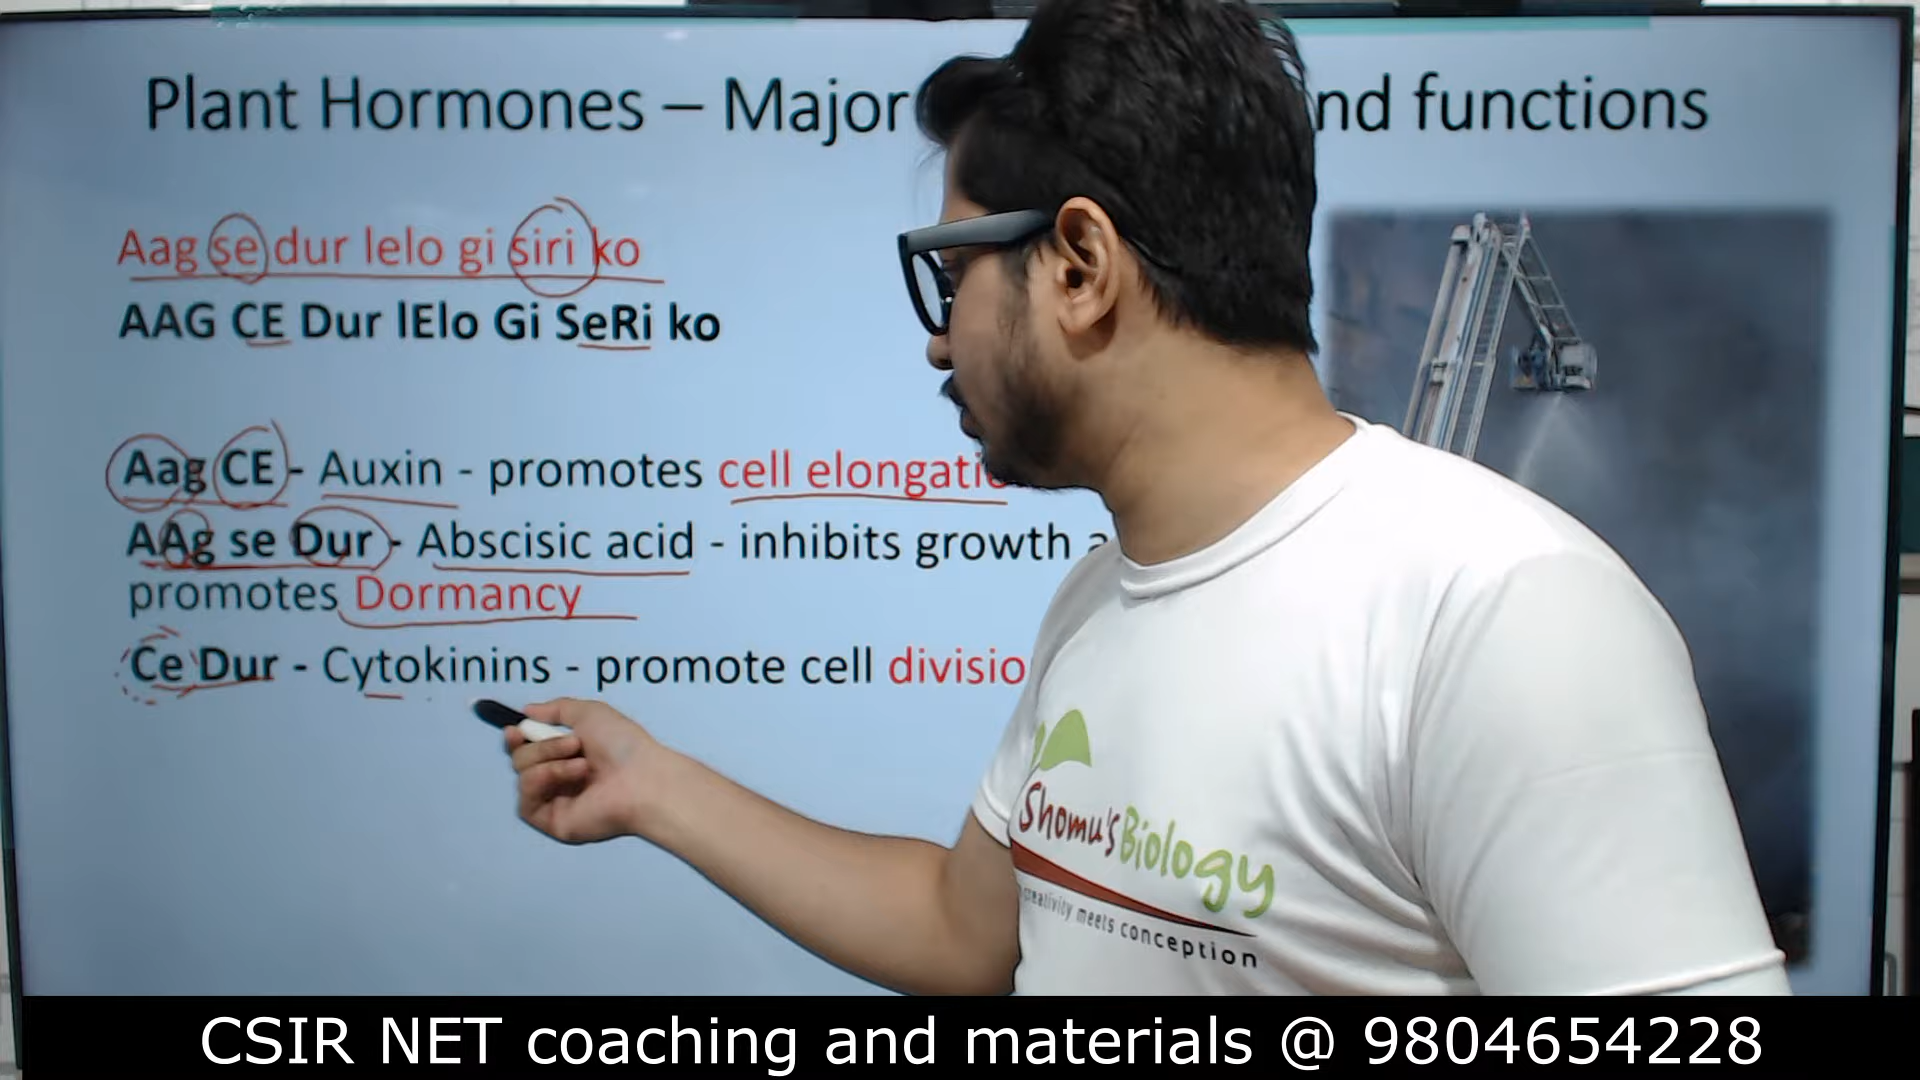 Plant Hormones – Major nd functions
Aag se dur lelo gi siri ko
AAG CE Dur lElo Gi SeRi ko
Aag CE - Auxin - promotes cell elongati
AAg se Dur - Abscisic acid - inhibits growth a
promotes Dormancy
Ce Dur - Cytokinins - promote cell divisio
Shomu's Biology
creativity meets conception
CSIR NET coaching and materials @ 9804654228